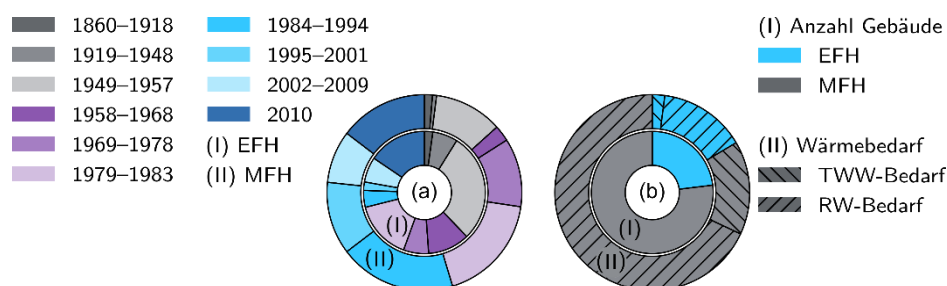 1860–1918
1919–1948
1949–1957
1958–1968
1969–1978
1979–1983
1984–1994
1995–2001
2002–2009
2010
(I) EFH
(II) MFH
(a)
(I)
(II)
(b)
(I)
(II)
(I) Anzahl Gebäude
EFH
MFH
(II) Wärmebedarf
TWW-Bedarf
RW-Bedarf